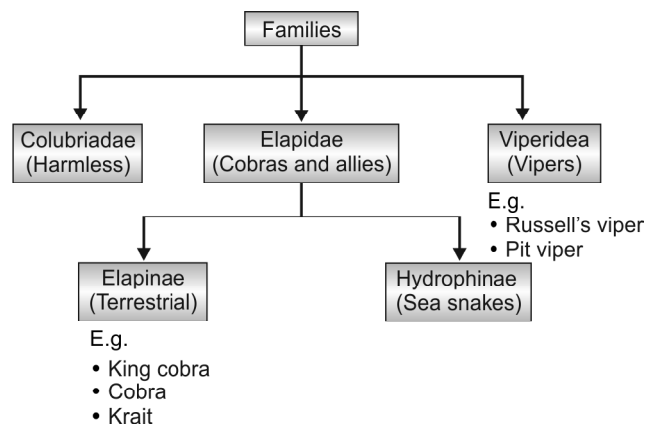 Families
Colubriadae
(Harmless)
Elapidae
(Cobras and allies)
Viperidea
(Vipers)
E.g.
• Russell's viper
• Pit viper
Elapinae
(Terrestrial)
E.g.
• King cobra
• Cobra
• Krait
Hydrophinae
(Sea snakes)